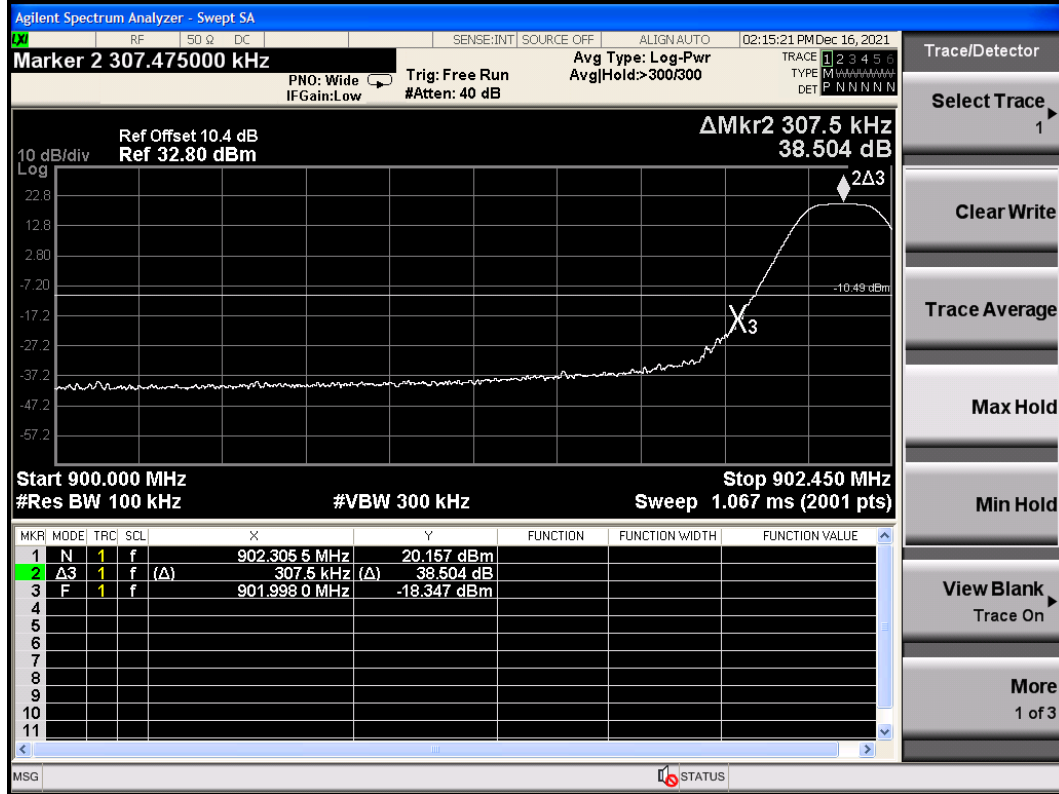 Agilent Spectrum Analyzer - Swept SA
LXI RF 50 Ω DC SENSE:INT SOURCE OFF ALIGN AUTO 02:15:21 PM Dec 16, 2021
Marker 2 307.475000 kHz
PNO: Wide
IFGain:Low
Trig: Free Run
#Atten: 40 dB
Avg Type: Log-Pwr
Avg|Hold:>300/300
TRACE 1 2 3 4 5 6
TYPE M WWWWW
DET P N N N N N
Ref Offset 10.4 dB
10 dB/div Ref 32.80 dBm
Log
ΔMkr2 307.5 kHz
38.504 dB
2Δ3
22.8
12.8
2.80
-7.20
-10.49 dBm
-17.2
X3
-27.2
-37.2
-47.2
-57.2
Start 900.000 MHz Stop 902.450 MHz
#Res BW 100 kHz #VBW 300 kHz Sweep 1.067 ms (2001 pts)
MKR MODE TRC SCL X Y FUNCTION FUNCTION WIDTH FUNCTION VALUE
1 N 1 f 902.305 5 MHz 20.157 dBm
2 Δ3 1 f (Δ) 307.5 kHz (Δ) 38.504 dB
3 F 1 f 901.998 0 MHz -18.347 dBm
4
5
6
7
8
9
10
11
MSG STATUS
Trace/Detector
Select Trace
1
Clear Write
Trace Average
Max Hold
Min Hold
View Blank
Trace On
More
1 of 3